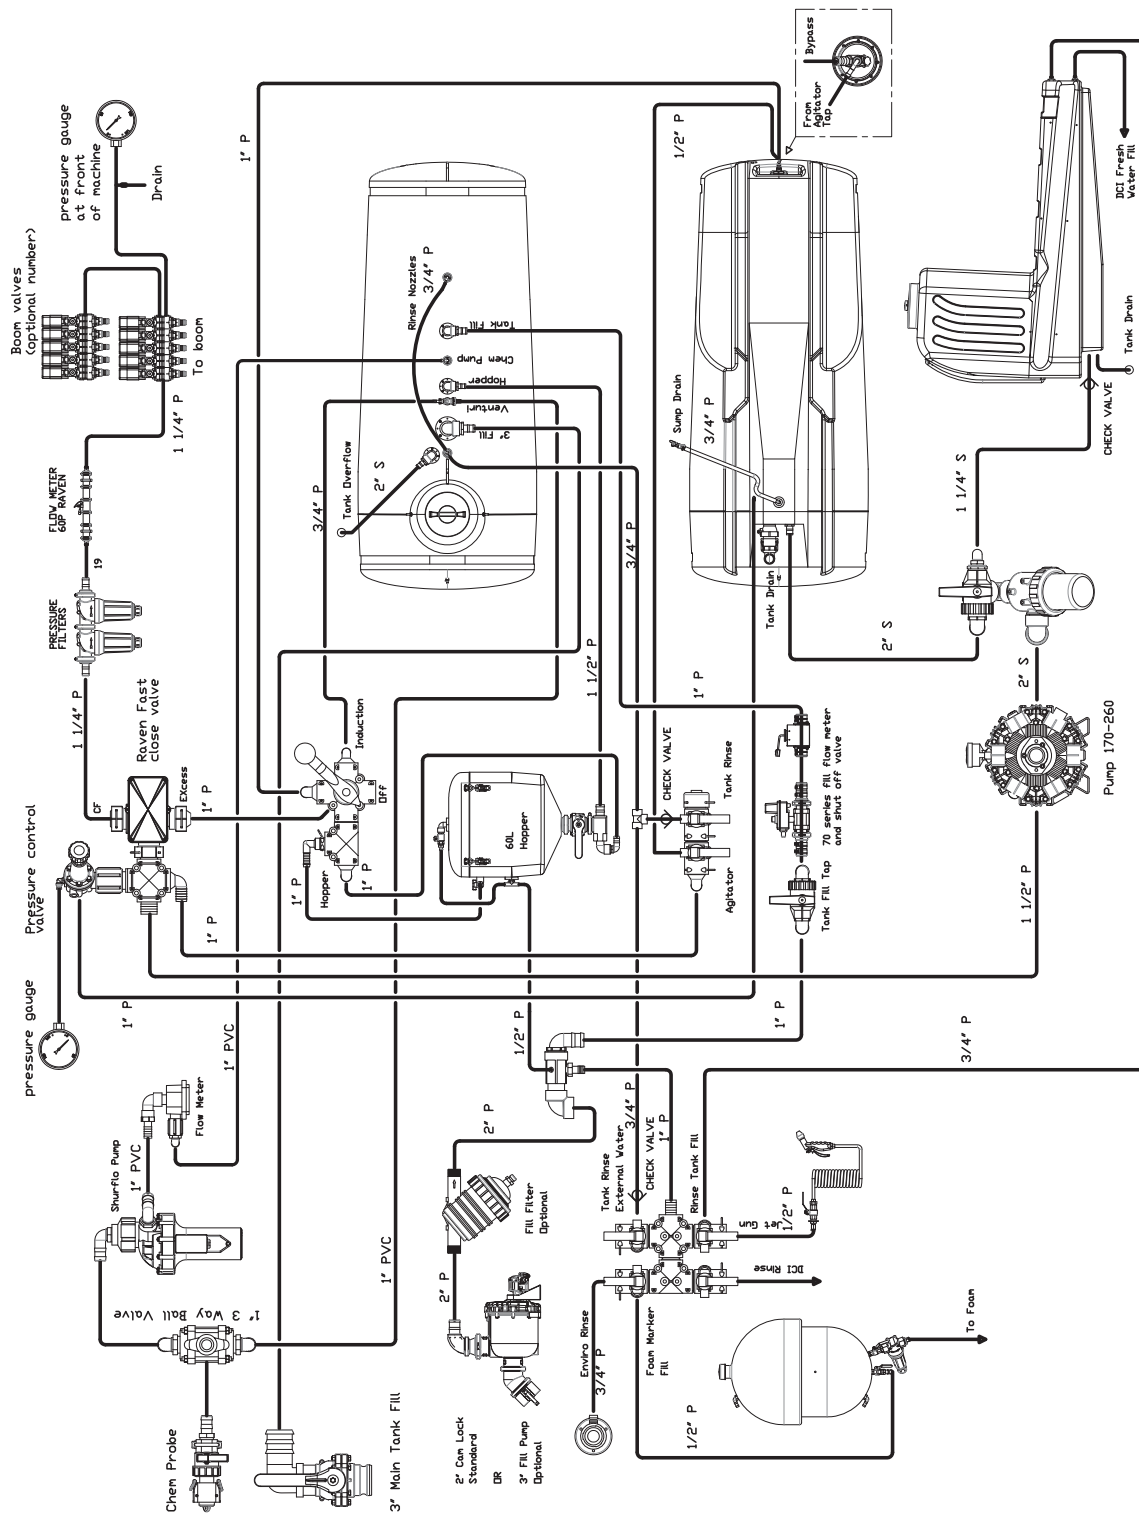 Boom valves
(optional number)
To boom
pressure gauge
at front
of machine
Drain
1 1/4" P
FLOW METER
60P RAVEN
19
PRESSURE
FILTERS
1 1/4" P
Raven Fast
close valve
CF
EXcess
1" P
Pressure control
valve
pressure gauge
1" P
1" P
1" P
Rinse Nozzles
3/4" P
Tank Fill
Chem Pump
Hopper
Venturi
3" Fill
Tank Overflow
2" S
3/4" P
3/4" P
Induction
Off
Hopper
1" P
1" P
60L
Hopper
1 1/2" P
1/2" P
Bypass
From
Agitator
Tap
Sump Drain
3/4" P
Tank Drain
1" P
CHECK VALVE
Tank Rinse
Agitator
70 series fill flow meter
and shut off valve
Tank Fill Tap
1" P
1 1/2" P
DCI Fresh
Water Fill
Tank Drain
CHECK VALVE
1 1/4" S
2" S
2" S
Pump 170-260
Shurflo Pump
1" PVC
Flow Meter
1" PVC
1/2" P
1" 3 Way Ball Valve
1" PVC
Chem Probe
3" Main Tank Fill
2" P
2" P
Fill Filter
Optional
2" Cam Lock
Standard
OR
3" Fill Pump
Optional
3/4" P
Tank Rinse
External Water
CHECK VALVE
1" P
Rinse Tank Fill
Jet Gun
1/2" P
DCI Rinse
Enviro Rinse
3/4" P
Foam Marker
Fill
1/2" P
To Foam
3/4" P